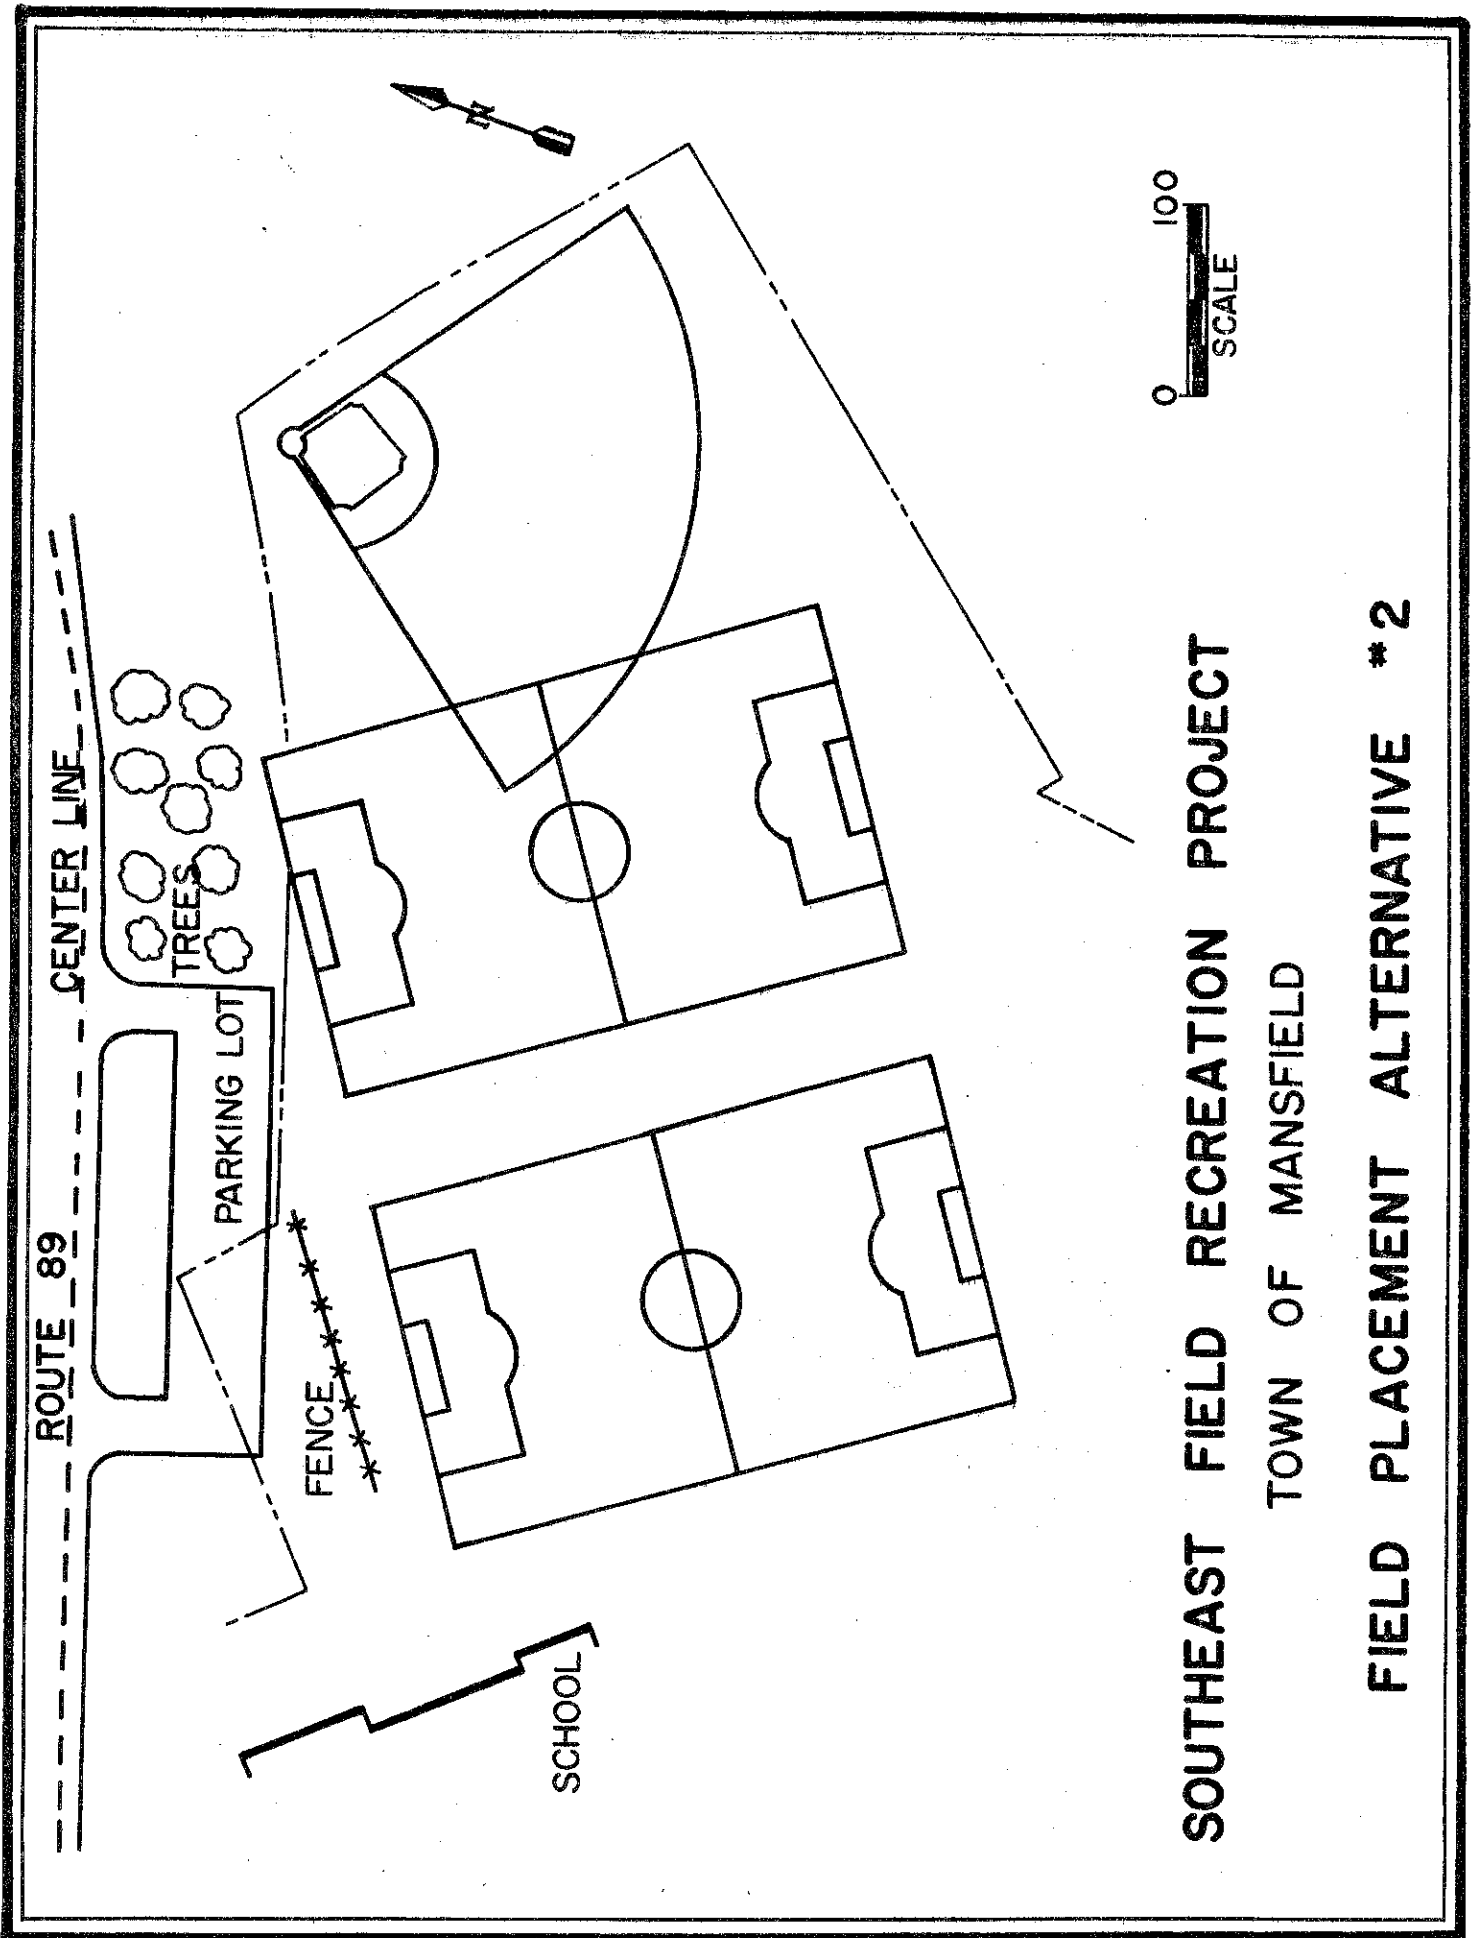 ROUTE 89
CENTER LINE
PARKING LOT
TREES
FENCE
SCHOOL
N
0 100
SCALE
SOUTHEAST FIELD RECREATION PROJECT
TOWN OF MANSFIELD
FIELD PLACEMENT ALTERNATIVE #2